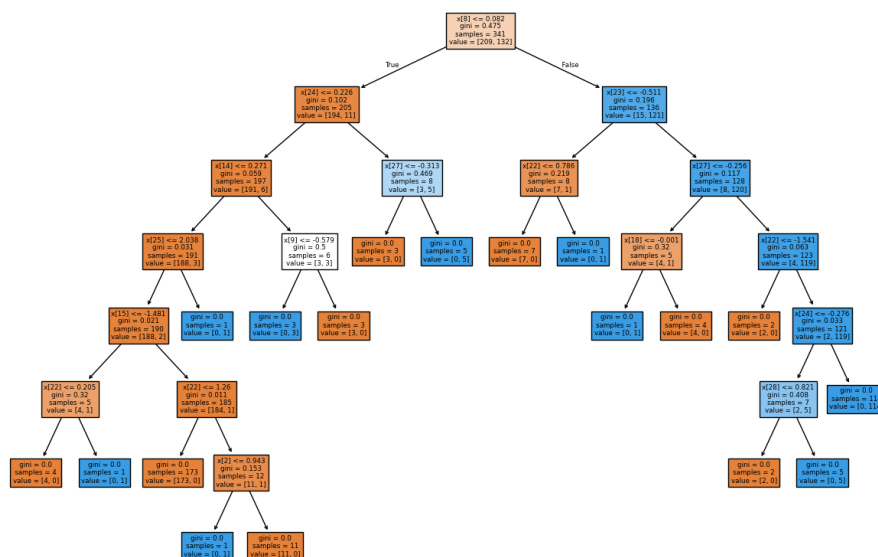 x[8] <= 0.082
gini = 0.475
samples = 341
value = [209, 132]
True
False
x[24] <= 0.226
gini = 0.102
samples = 205
value = [194, 11]
x[23] <= -0.511
gini = 0.196
samples = 136
value = [15, 121]
x[14] <= 0.271
gini = 0.059
samples = 197
value = [191, 6]
x[27] <= -0.313
gini = 0.469
samples = 8
value = [3, 5]
x[22] <= 0.786
gini = 0.219
samples = 8
value = [7, 1]
x[27] <= -0.256
gini = 0.117
samples = 128
value = [8, 120]
x[25] <= 2.038
gini = 0.031
samples = 191
value = [188, 3]
x[9] <= -0.579
gini = 0.5
samples = 6
value = [3, 3]
gini = 0.0
samples = 3
value = [3, 0]
gini = 0.0
samples = 5
value = [0, 5]
gini = 0.0
samples = 7
value = [7, 0]
gini = 0.0
samples = 1
value = [0, 1]
x[18] <= -0.001
gini = 0.32
samples = 5
value = [4, 1]
x[22] <= -1.541
gini = 0.063
samples = 123
value = [4, 119]
x[15] <= -1.481
gini = 0.021
samples = 190
value = [188, 2]
gini = 0.0
samples = 1
value = [0, 1]
gini = 0.0
samples = 3
value = [0, 3]
gini = 0.0
samples = 3
value = [3, 0]
gini = 0.0
samples = 1
value = [0, 1]
gini = 0.0
samples = 4
value = [4, 0]
gini = 0.0
samples = 2
value = [2, 0]
x[24] <= -0.276
gini = 0.033
samples = 121
value = [2, 119]
x[22] <= 0.205
gini = 0.32
samples = 5
value = [4, 1]
x[22] <= 1.26
gini = 0.011
samples = 185
value = [184, 1]
x[28] <= 0.821
gini = 0.408
samples = 7
value = [2, 5]
gini = 0.0
samples = 11
value = [0, 114
gini = 0.0
samples = 4
value = [4, 0]
gini = 0.0
samples = 1
value = [0, 1]
gini = 0.0
samples = 173
value = [173, 0]
x[2] <= 0.943
gini = 0.153
samples = 12
value = [11, 1]
gini = 0.0
samples = 2
value = [2, 0]
gini = 0.0
samples = 5
value = [0, 5]
gini = 0.0
samples = 1
value = [0, 1]
gini = 0.0
samples = 11
value = [11, 0]